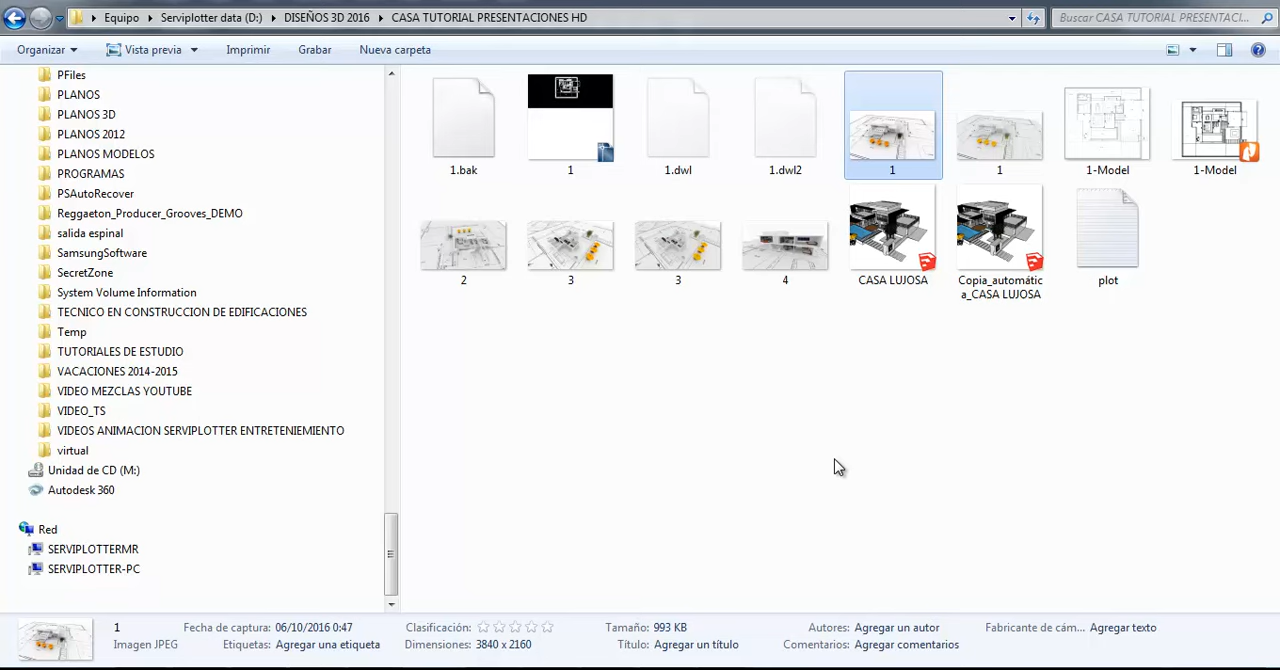 Equipo Serviplotter data (D:) DISEÑOS 3D 2016 CASA TUTORIAL PRESENTACIONES HD
Buscar CASA TUTORIAL PRESENTACI...
Organizar Vista previa Imprimir Grabar Nueva carpeta
PFiles
PLANOS
PLANOS 3D
PLANOS 2012
PLANOS MODELOS
PROGRAMAS
PSAutoRecover
Reggaeton_Producer_Grooves_DEMO
salida espinal
SamsungSoftware
SecretZone
System Volume Information
TECNICO EN CONSTRUCCION DE EDIFICACIONES
Temp
TUTORIALES DE ESTUDIO
VACACIONES 2014-2015
VIDEO MEZCLAS YOUTUBE
VIDEO_TS
VIDEOS ANIMACION SERVIPLOTTER ENTRETENIEMIENTO
virtual
Unidad de CD (M:)
Autodesk 360
Red
SERVIPLOTTERMR
SERVIPLOTTER-PC
1.bak
1
1.dwl
1.dwl2
1
1
1-Model
1-Model
2
3
3
4
CASA LUJOSA
Copia_automátic
a_CASA LUJOSA
plot
1
Imagen JPEG
Fecha de captura: 06/10/2016 0:47
Etiquetas: Agregar una etiqueta
Clasificación:
Dimensiones: 3840 x 2160
Tamaño: 993 KB
Título: Agregar un título
Autores: Agregar un autor
Comentarios: Agregar comentarios
Fabricante de cám... Agregar texto